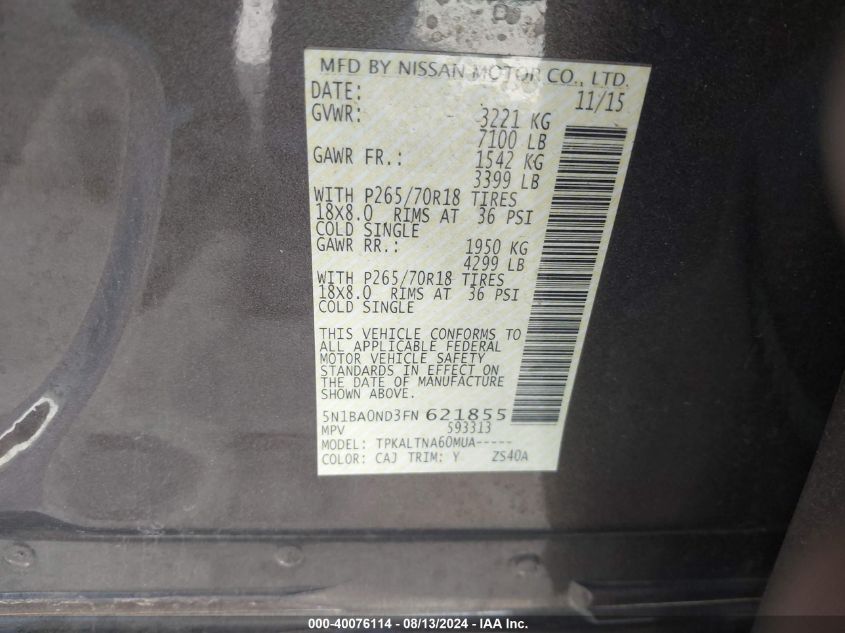 MFD BY NISSAN MOTOR CO., LTD.
DATE: 11/15
GVWR: 3221 KG
7100 LB
GAWR FR.: 1542 KG
3399 LB
WITH P265/70R18 TIRES
18X8.0 RIMS AT 36 PSI
COLD SINGLE
GAWR RR.: 1950 KG
4299 LB
WITH P265/70R18 TIRES
18X8.0 RIMS AT 36 PSI
COLD SINGLE
THIS VEHICLE CONFORMS TO
ALL APPLICABLE FEDERAL
MOTOR VEHICLE SAFETY
STANDARDS IN EFFECT ON
THE DATE OF MANUFACTURE
SHOWN ABOVE.
5N1BA0ND3FN 621855
MPV 593313
MODEL: TPKALTNA60MUA-----
COLOR: CAJ TRIM: Y ZS40A
000-40076114 - 08/13/2024 - IAA Inc.